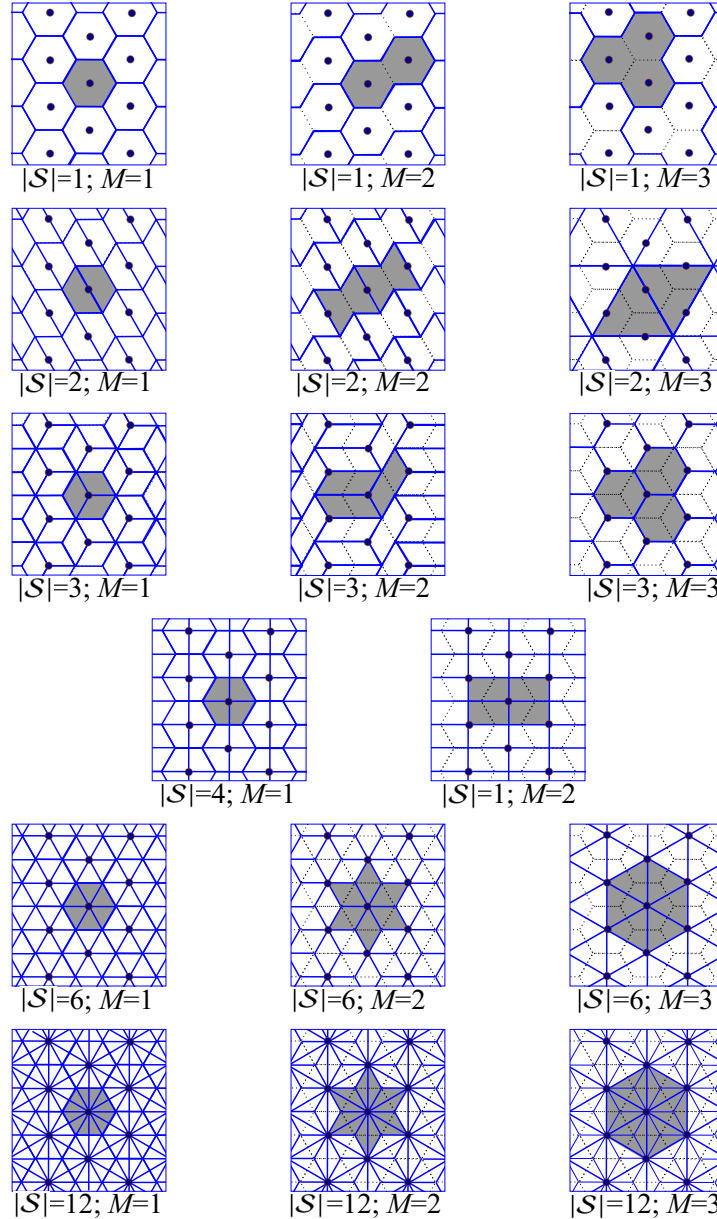 |𝒮|=1; M=1 |𝒮|=1; M=2 |𝒮|=1; M=3
|𝒮|=2; M=1 |𝒮|=2; M=2 |𝒮|=2; M=3
|𝒮|=3; M=1 |𝒮|=3; M=2 |𝒮|=3; M=3
|𝒮|=4; M=1 |𝒮|=1; M=2
|𝒮|=6; M=1 |𝒮|=6; M=2 |𝒮|=6; M=3
|𝒮|=12; M=1 |𝒮|=12; M=2 |𝒮|=12; M=3